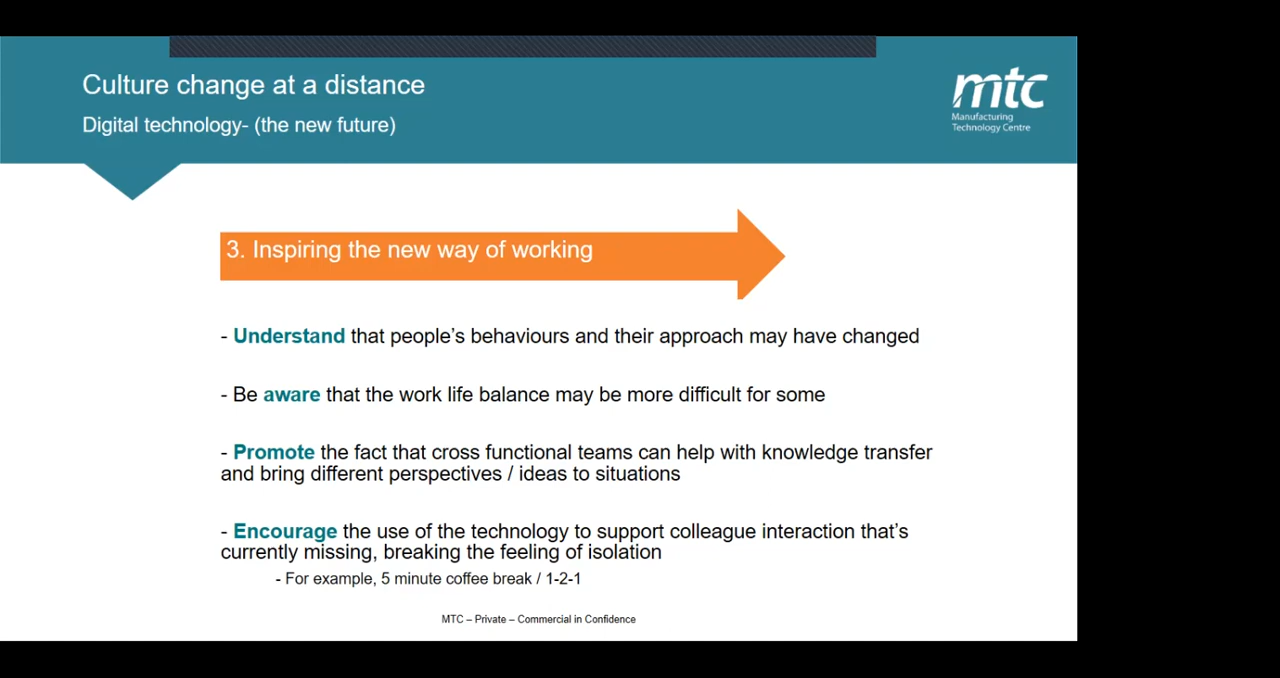 Culture change at a distance
Digital technology- (the new future)
mtc
Manufacturing
Technology Centre
3. Inspiring the new way of working
- Understand that people's behaviours and their approach may have changed
- Be aware that the work life balance may be more difficult for some
- Promote the fact that cross functional teams can help with knowledge transfer
and bring different perspectives / ideas to situations
- Encourage the use of the technology to support colleague interaction that's
currently missing, breaking the feeling of isolation
- For example, 5 minute coffee break / 1-2-1
MTC – Private – Commercial in Confidence